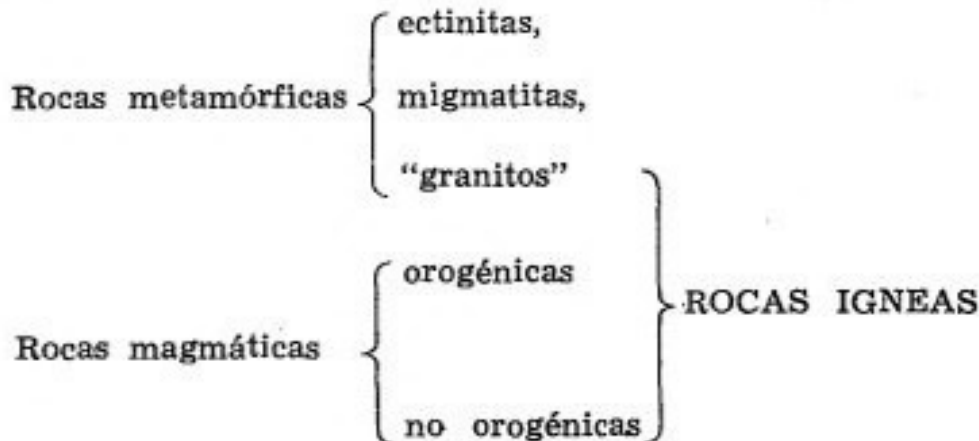 ectinitas,
Rocas metamórficas migmatitas,
“granitos”
orogénicas
ROCAS IGNEAS
Rocas magmáticas
no orogénicas